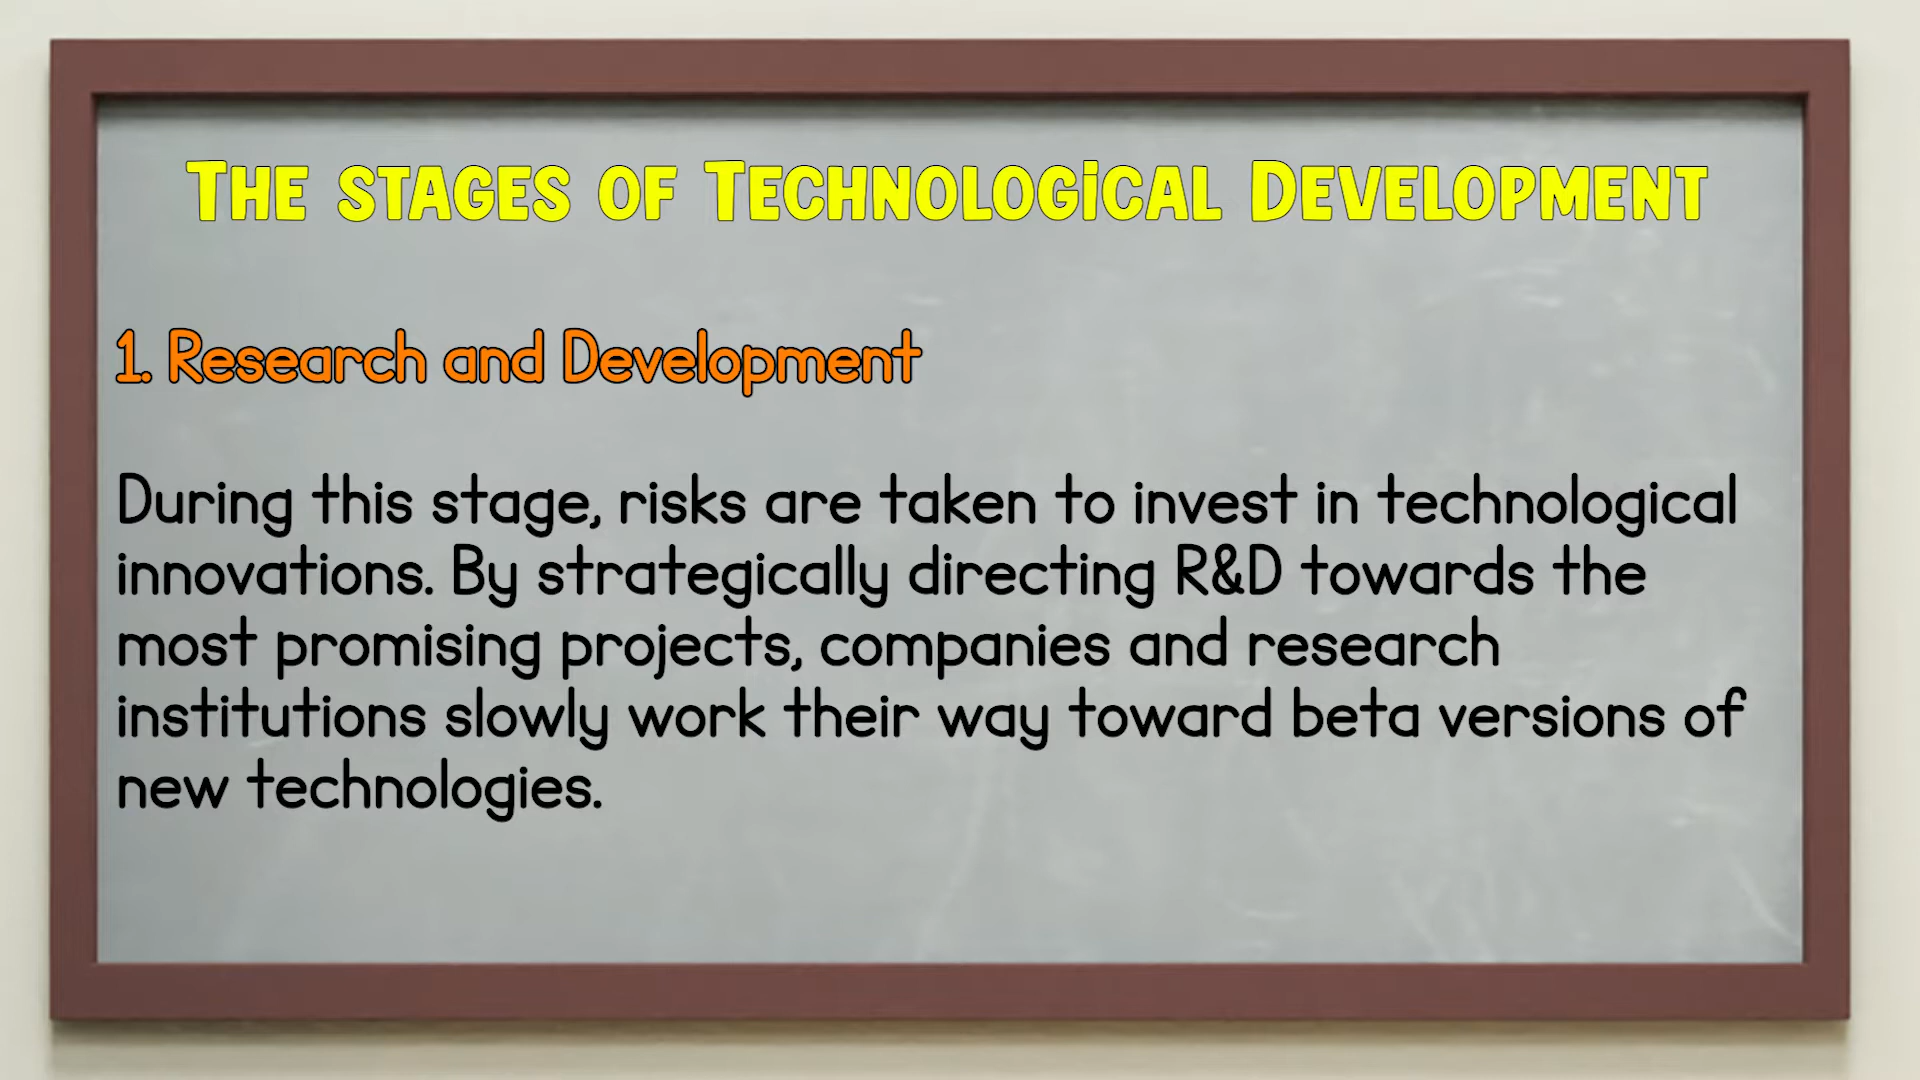 The stages of Technological Development
1. Research and Development
During this stage, risks are taken to invest in technological
innovations. By strategically directing R&D towards the
most promising projects, companies and research
institutions slowly work their way toward beta versions of
new technologies.